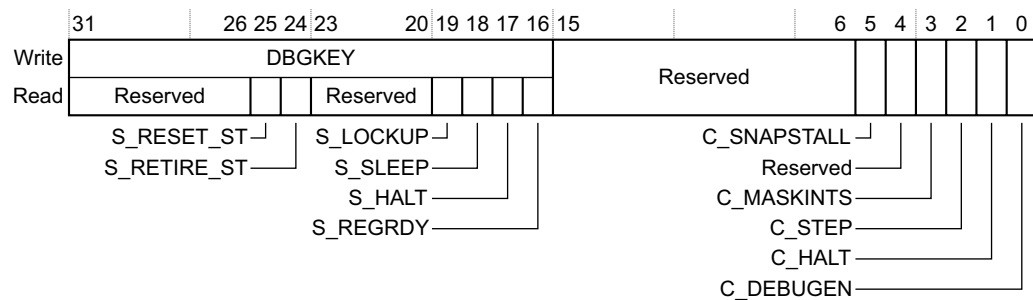 31 26 25 24 23 20 19 18 17 16 15 6 5 4 3 2 1 0
Write DBGKEY Reserved
Read Reserved Reserved
S_RESET_ST S_LOCKUP C_SNAPSTALL
S_RETIRE_ST S_SLEEP Reserved
S_HALT C_MASKINTS
S_REGRDY C_STEP
C_HALT
C_DEBUGEN